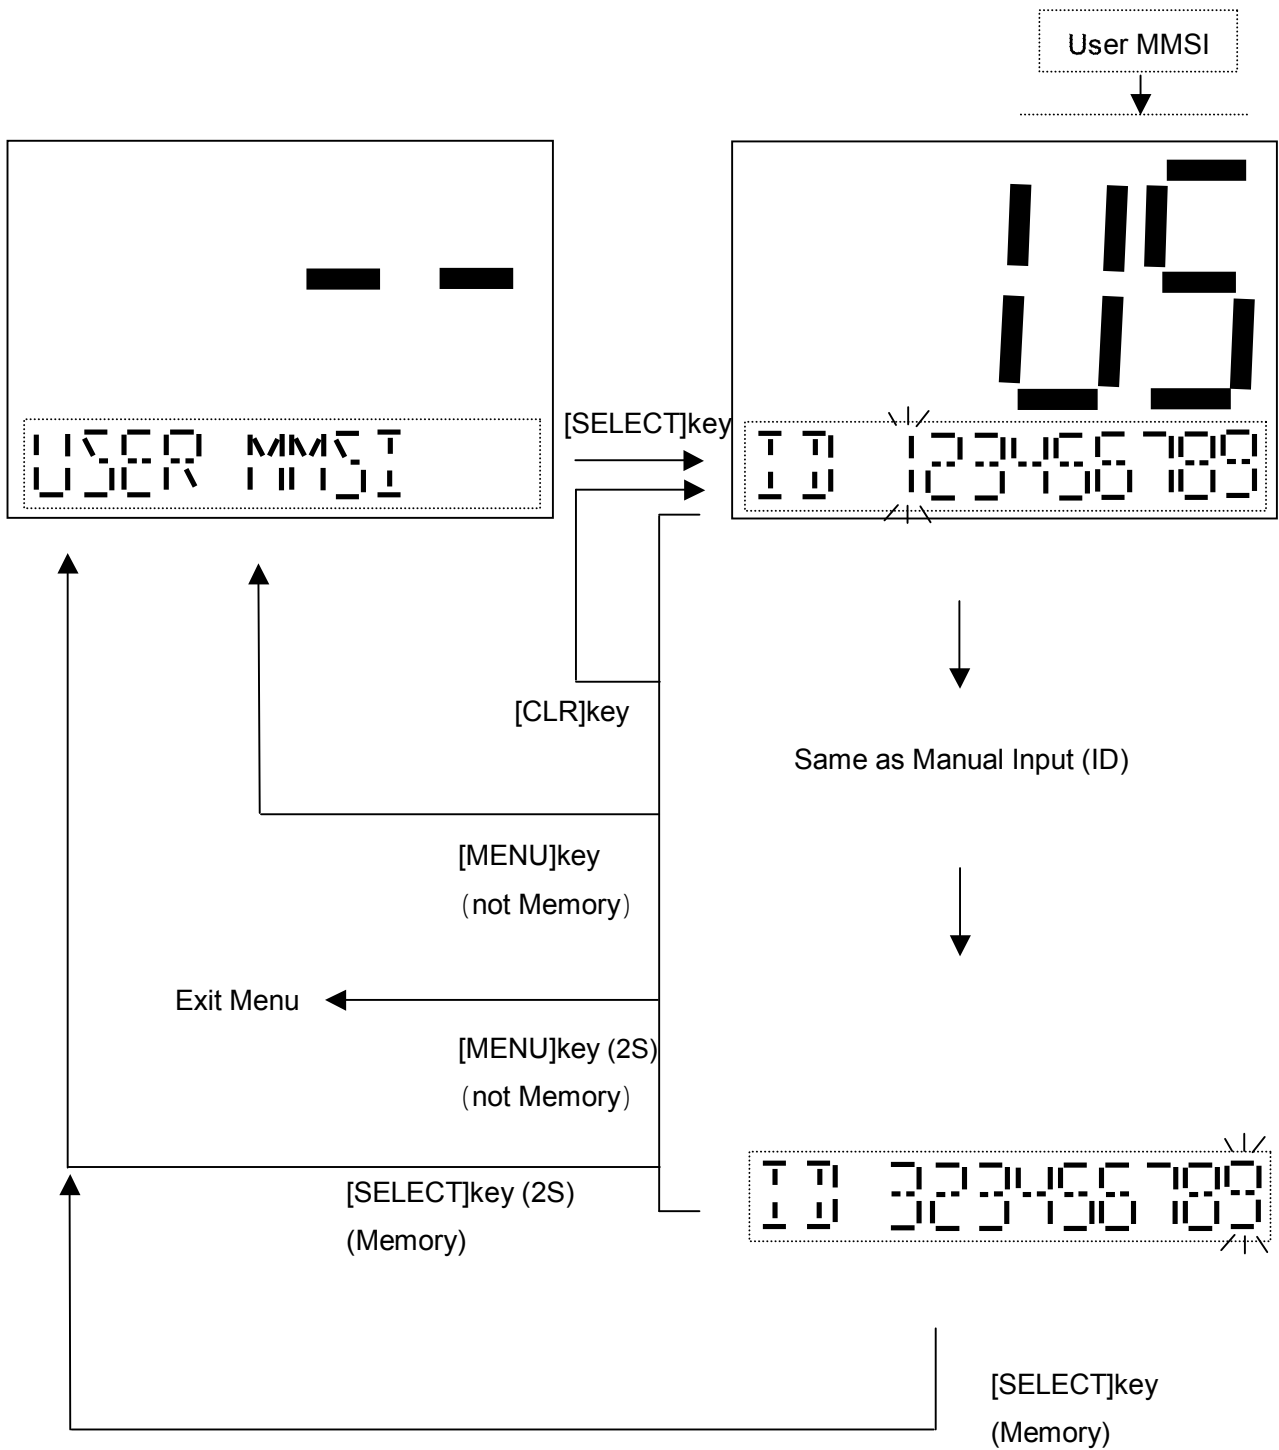 User MMSI
-- US
USER MMSI
[SELECT]key
ID 123456789
[CLR]key
Same as Manual Input (ID)
[MENU]key
(not Memory)
Exit Menu
[MENU]key (2S)
(not Memory)
ID 323456789
[SELECT]key (2S)
(Memory)
[SELECT]key
(Memory)